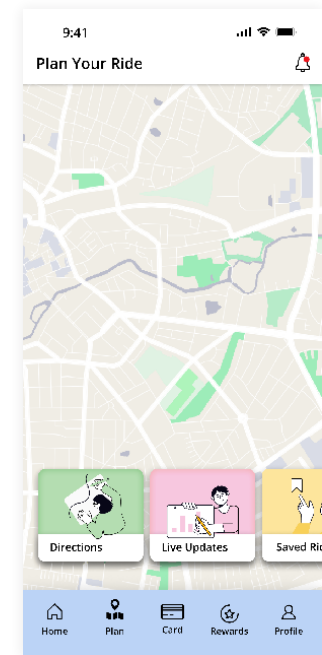 9:41
Plan Your Ride
Directions
Live Updates
Saved Ri
Home
Plan
Card
Rewards
Profile